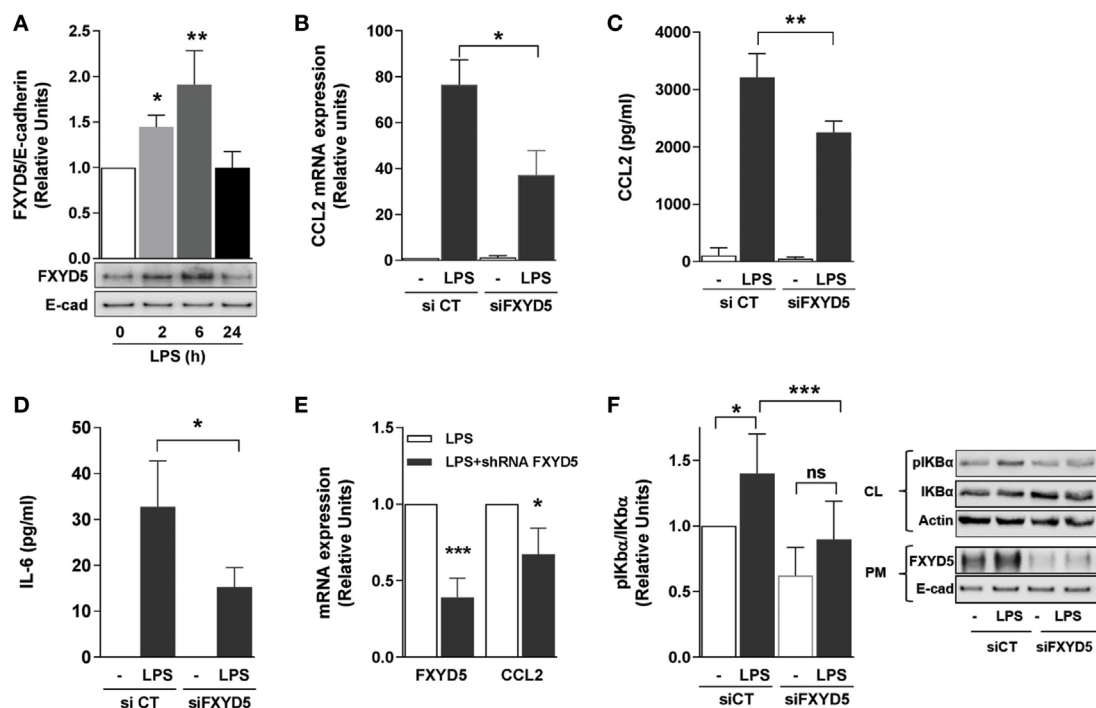 A
FXYD5/E-cadherin
(Relative Units)
2.5
2.0
1.5
1.0
0.5
0.0
*
**
FXYD5
E-cad
0 2 6 24
LPS (h)
B
CCL2 mRNA expression
(Relative units)
100
80
60
40
20
0
*
- LPS - LPS
si CT siFXYD5
C
CCL2 (pg/ml)
4000
3000
2000
1000
0
**
- LPS - LPS
si CT siFXYD5
D
IL-6 (pg/ml)
50
40
30
20
10
0
*
- LPS - LPS
si CT siFXYD5
E
mRNA expression
(Relative Units)
LPS
LPS+shRNA FXYD5
1.5
1.0
0.5
0.0
***
*
FXYD5 CCL2
F
pIKbα/IKbα
(Relative Units)
1.5
1.0
0.5
0.0
*
***
ns
- LPS - LPS
siCT siFXYD5
CL
pIKBα
IKBα
Actin
PM
FXYD5
E-cad
- LPS - LPS
siCT siFXYD5